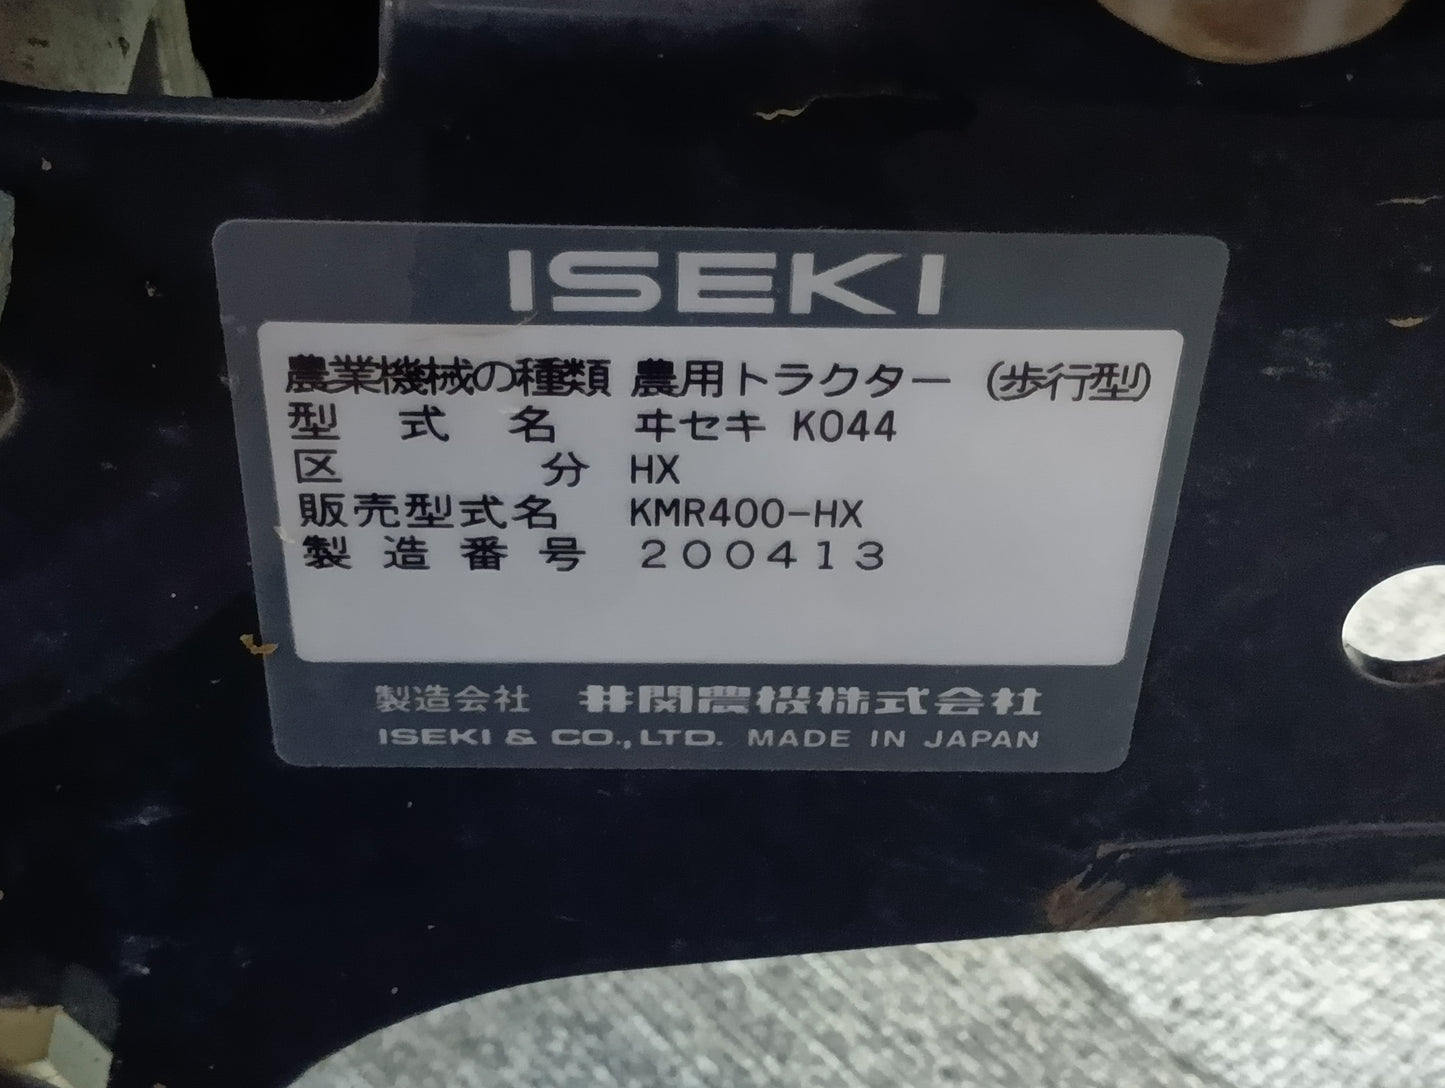 ISEKI
農業機械の種類 農用トラクター (歩行型)
型式名 ヰセキ KO44
区分 HX
販売型式名 KMR400-HX
製造番号 200413
製造会社 井関農機株式会社
ISEKI & CO.,LTD. MADE IN JAPAN